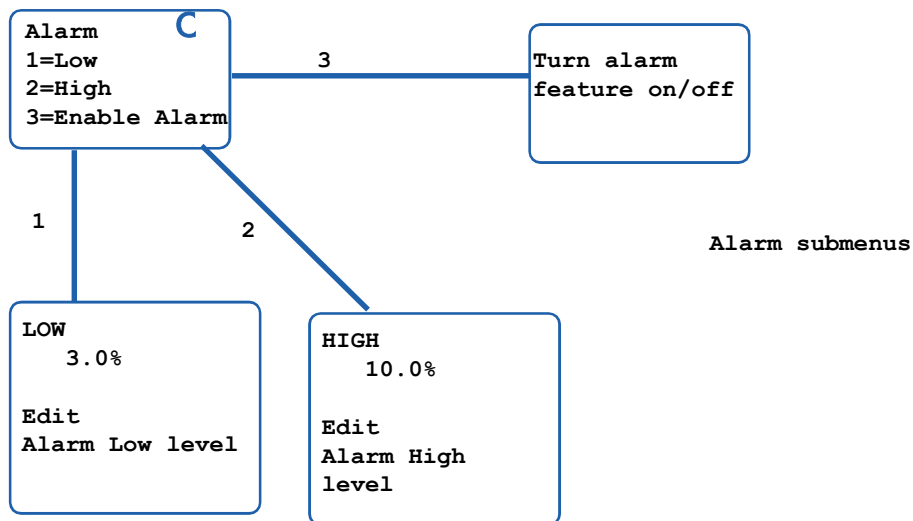 Alarm C
1=Low
2=High
3=Enable Alarm
3
Turn alarm
feature on/off
1
2
Alarm submenus
LOW
3.0%
Edit
Alarm Low level
HIGH
10.0%
Edit
Alarm High
level